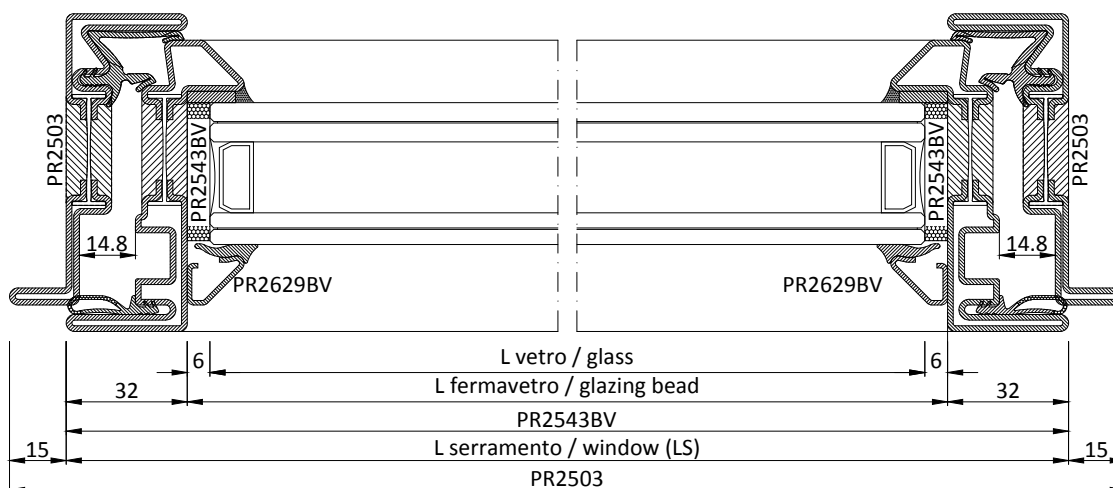 PR2503
PR2543BV
PR2543BV
PR2503
14.8
14.8
PR2629BV
PR2629BV
6
L vetro / glass
6
32
L fermavetro / glazing bead
32
PR2543BV
15
L serramento / window (LS)
15
PR2503